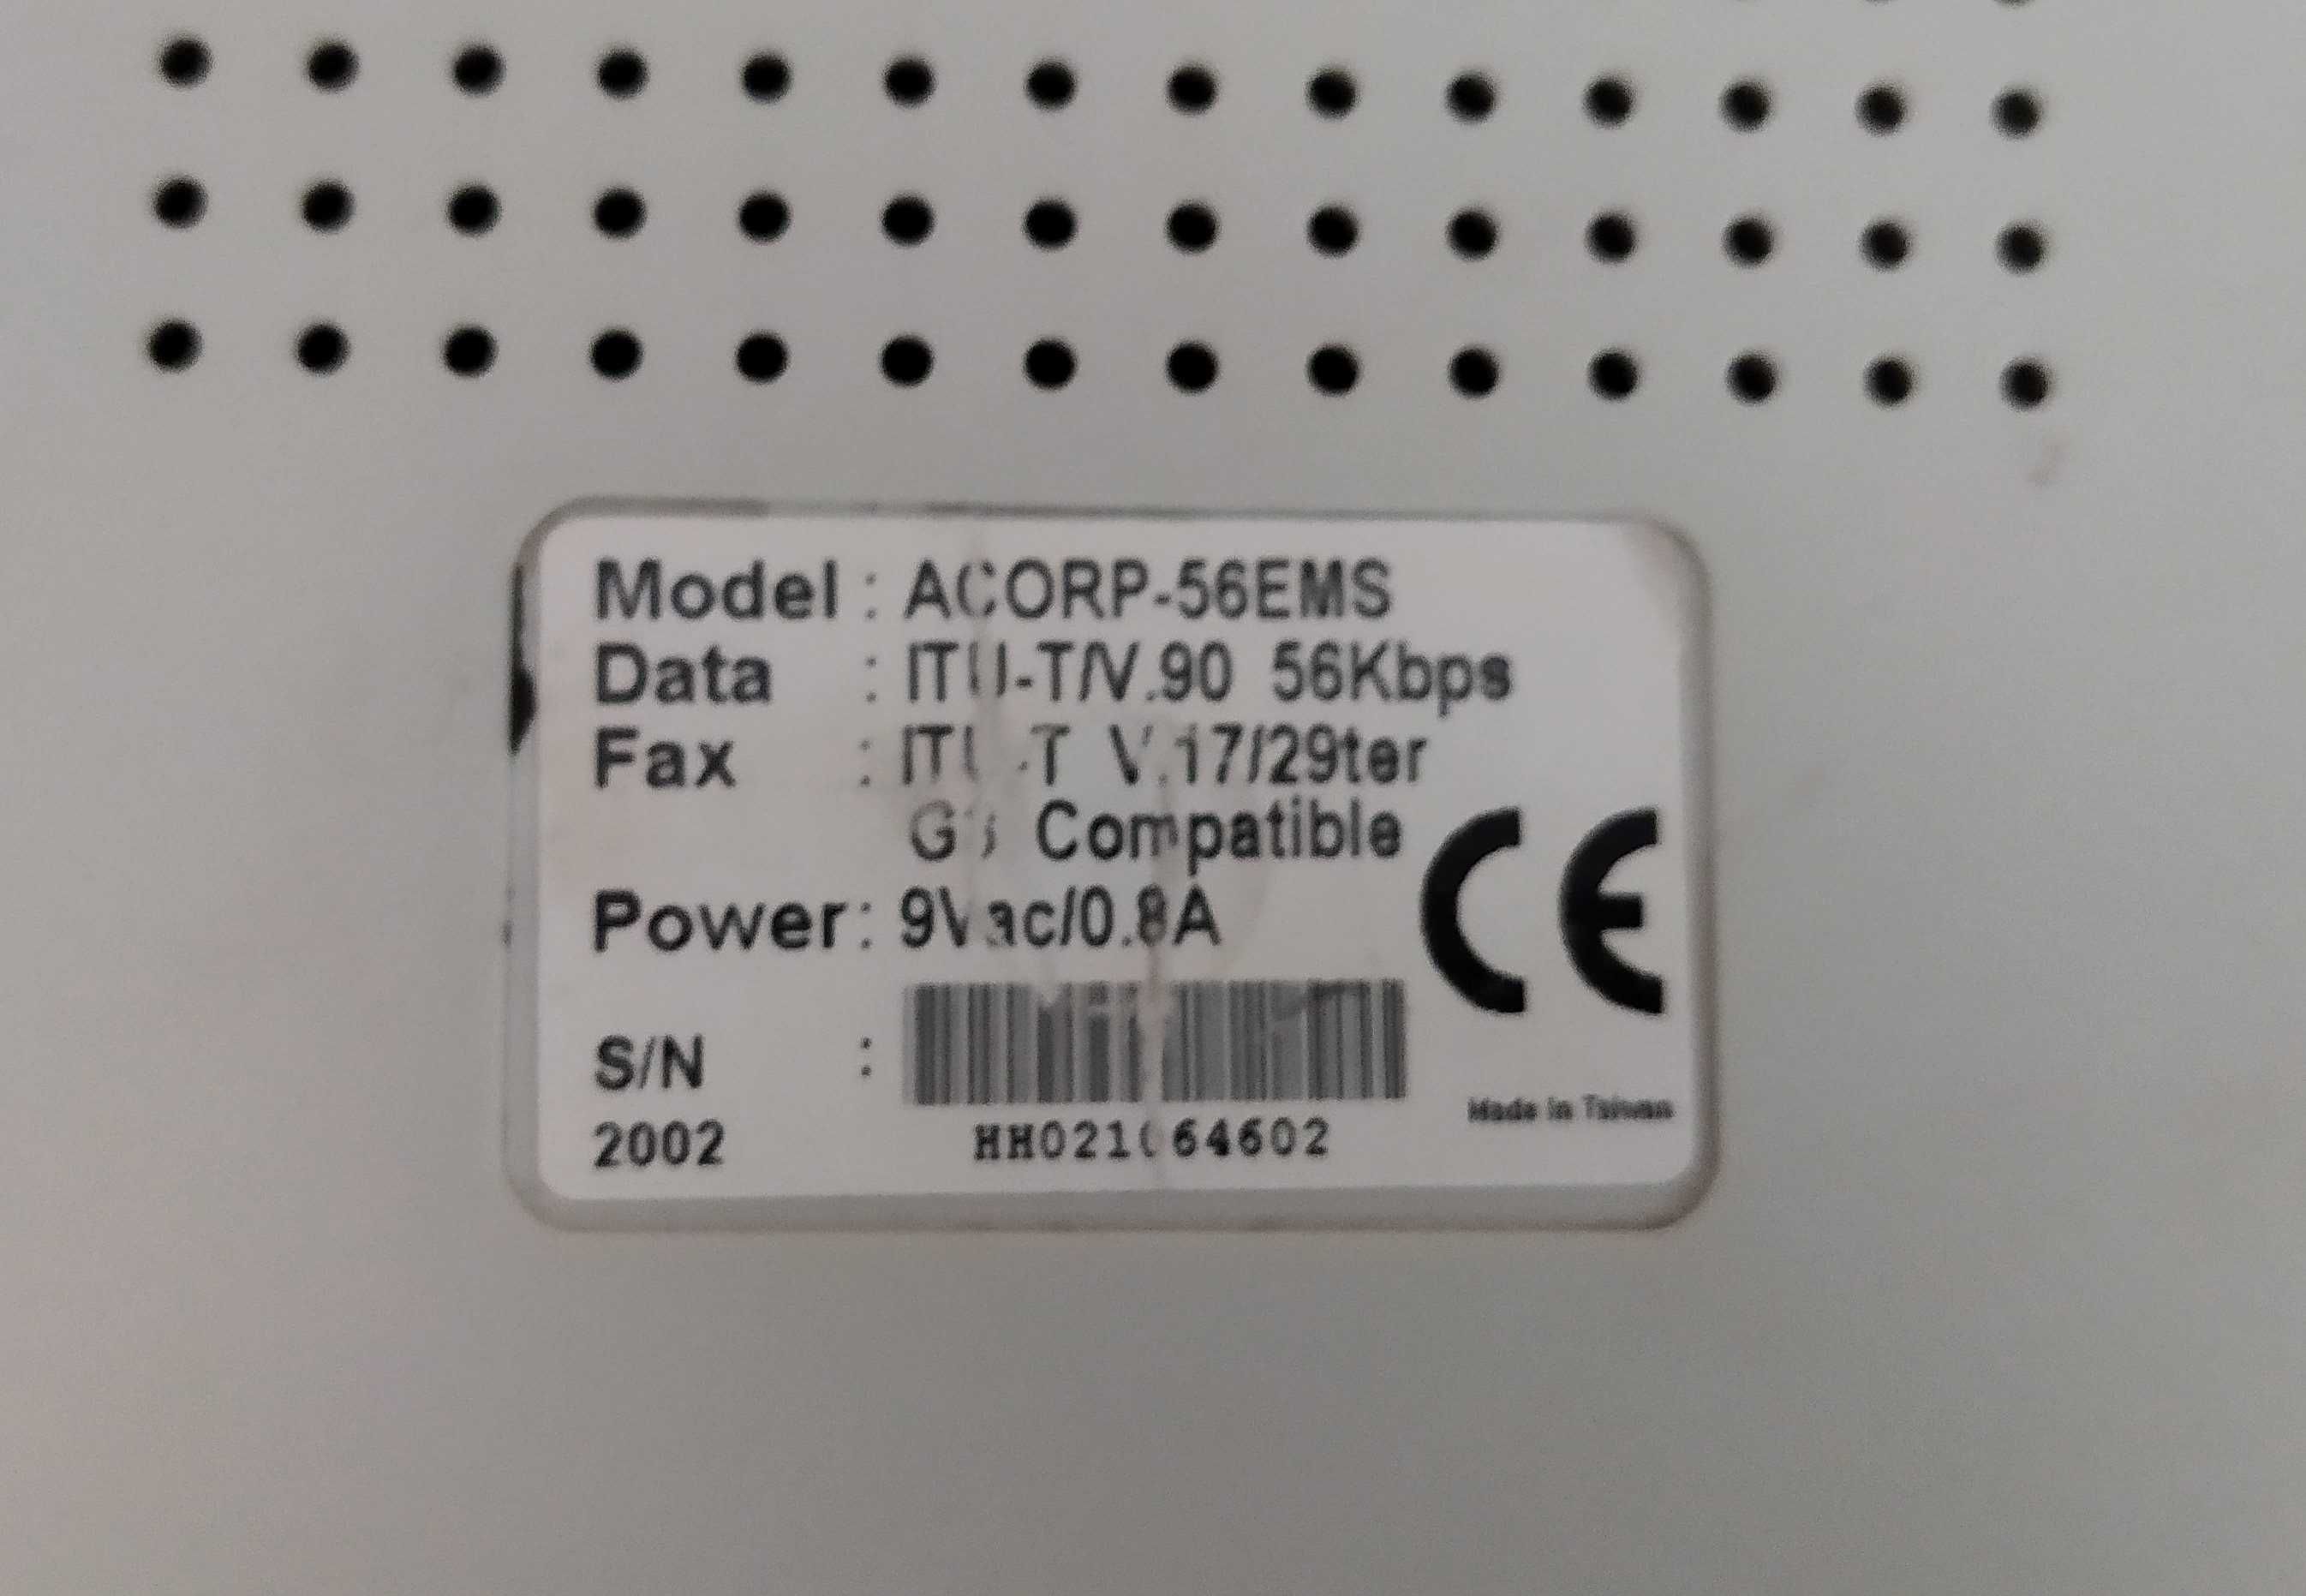 Model : ACORP-56EMS
Data : ITU-T/V.90 56Kbps
Fax : ITU-T V.17/29ter
G3 Compatible
Power : 9Vac/0.8A
CE
S/N :
Made in Taiwan
2002